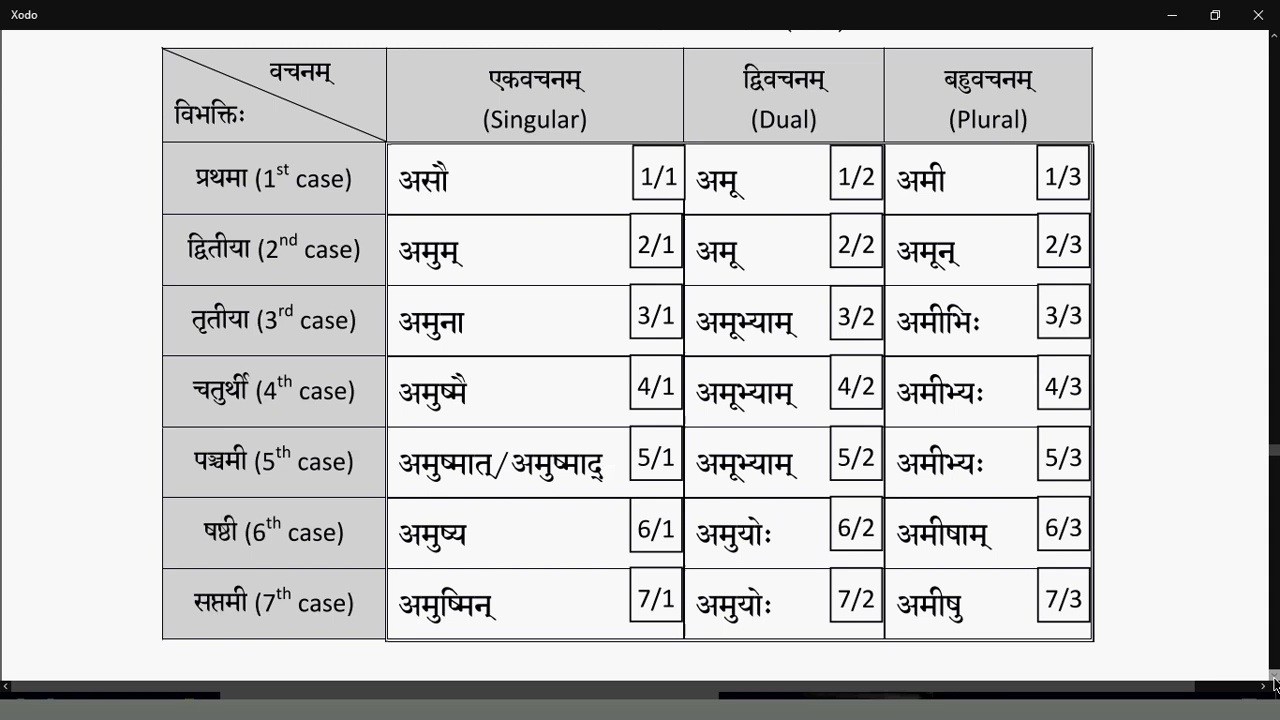 Xodo
वचनम्
विभक्तिः
एकवचनम् (Singular)
द्विवचनम् (Dual)
बहुवचनम् (Plural)
प्रथमा (1st case) असौ 1/1 अमू 1/2 अमी 1/3
द्वितीया (2nd case) अमुम् 2/1 अमू 2/2 अमून् 2/3
तृतीया (3rd case) अमुना 3/1 अमूभ्याम् 3/2 अमीभिः 3/3
चतुर्थी (4th case) अमुष्मै 4/1 अमूभ्याम् 4/2 अमीभ्यः 4/3
पञ्चमी (5th case) अमुष्मात्/अमुष्माद् 5/1 अमूभ्याम् 5/2 अमीभ्यः 5/3
षष्ठी (6th case) अमुष्य 6/1 अमुयोः 6/2 अमीषाम् 6/3
सप्तमी (7th case) अमुष्मिन् 7/1 अमुयोः 7/2 अमीषु 7/3